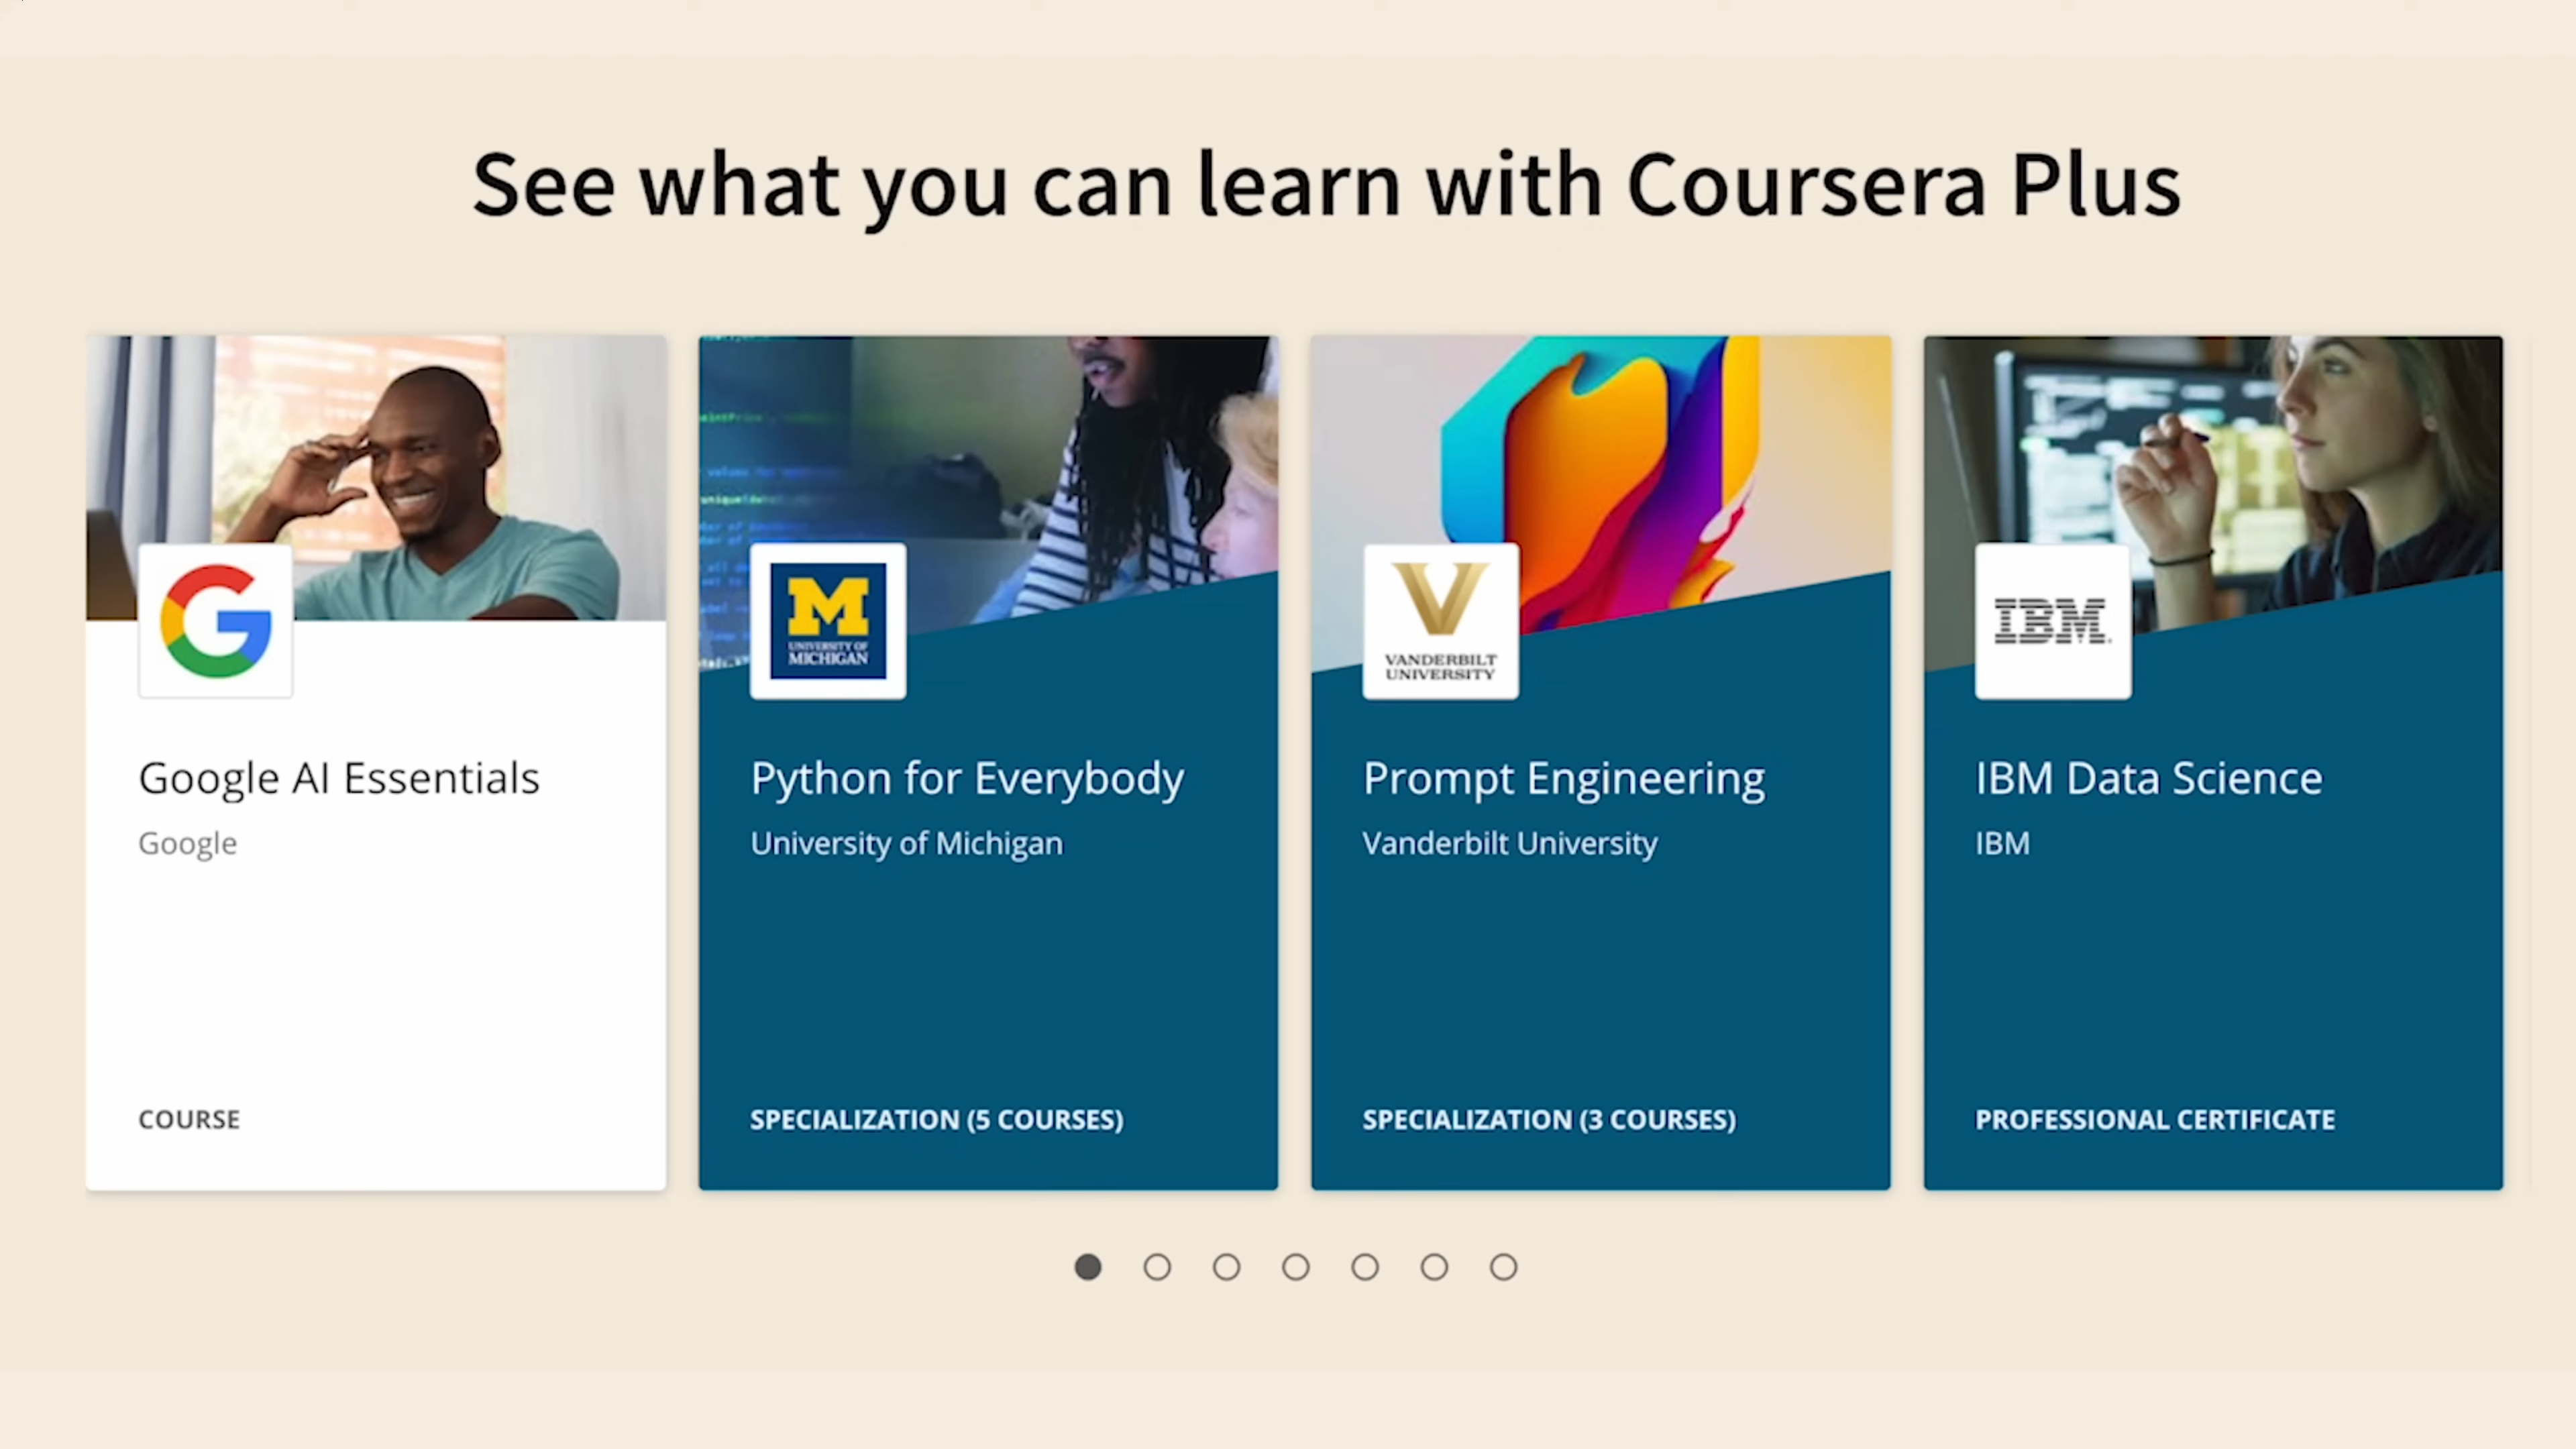 See what you can learn with Coursera Plus
UNIVERSITY OF
MICHIGAN
VANDERBILT
UNIVERSITY
IBM
Google AI Essentials
Google
COURSE
Python for Everybody
University of Michigan
SPECIALIZATION (5 COURSES)
Prompt Engineering
Vanderbilt University
SPECIALIZATION (3 COURSES)
IBM Data Science
IBM
PROFESSIONAL CERTIFICATE